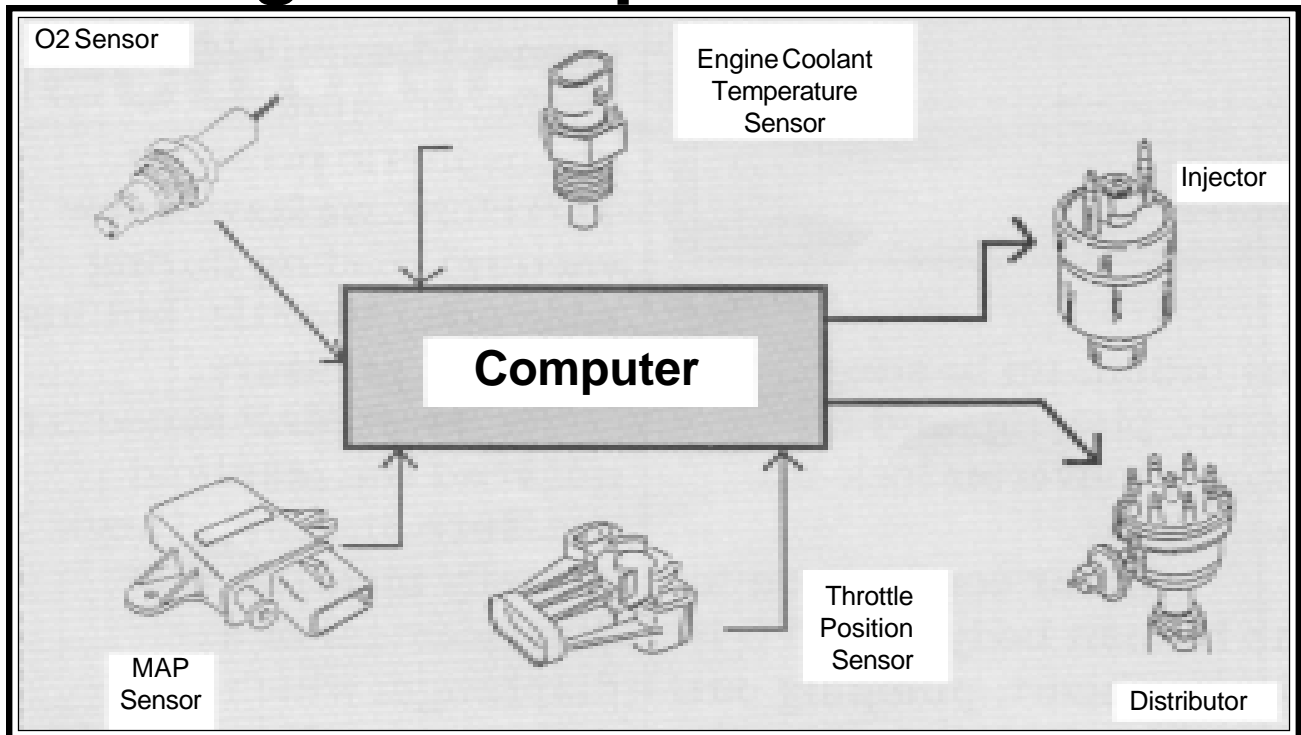 O2 Sensor
Engine Coolant
Temperature
Sensor
Injector
Computer
MAP
Sensor
Throttle
Position
Sensor
Distributor